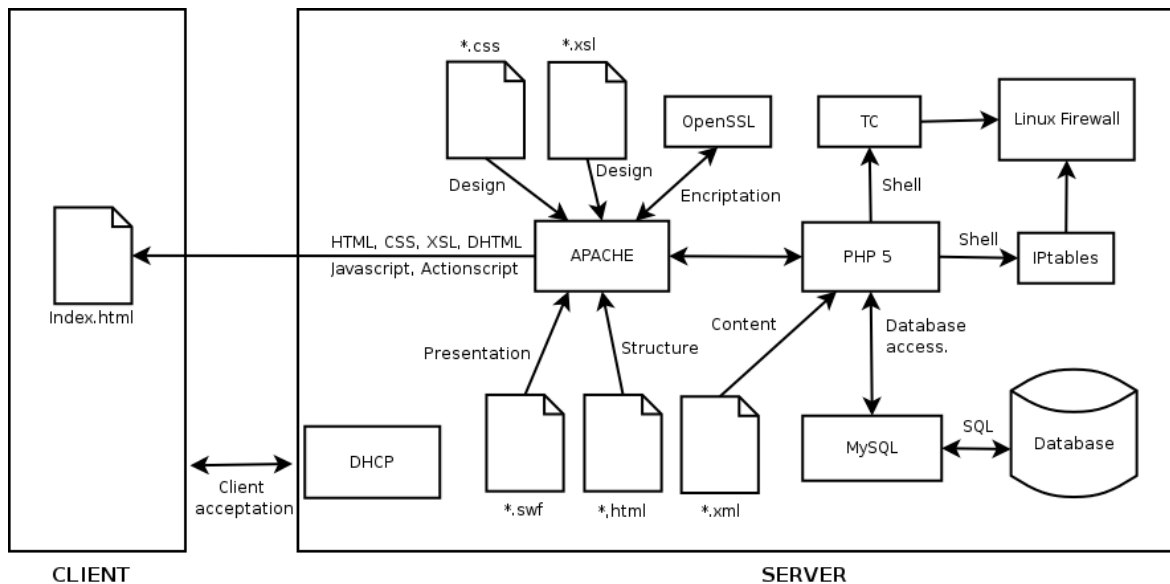 *.css
*.xsl
OpenSSL
TC
Linux Firewall
Design
Design
Encriptation
Shell
HTML, CSS, XSL, DHTML
Javascript, Actionscript
APACHE
PHP 5
Shell
IPtables
Index.html
Presentation
Structure
Content
Database
access.
DHCP
MySQL
SQL
Database
Client
acceptation
*.swf
*.html
*.xml
CLIENT
SERVER